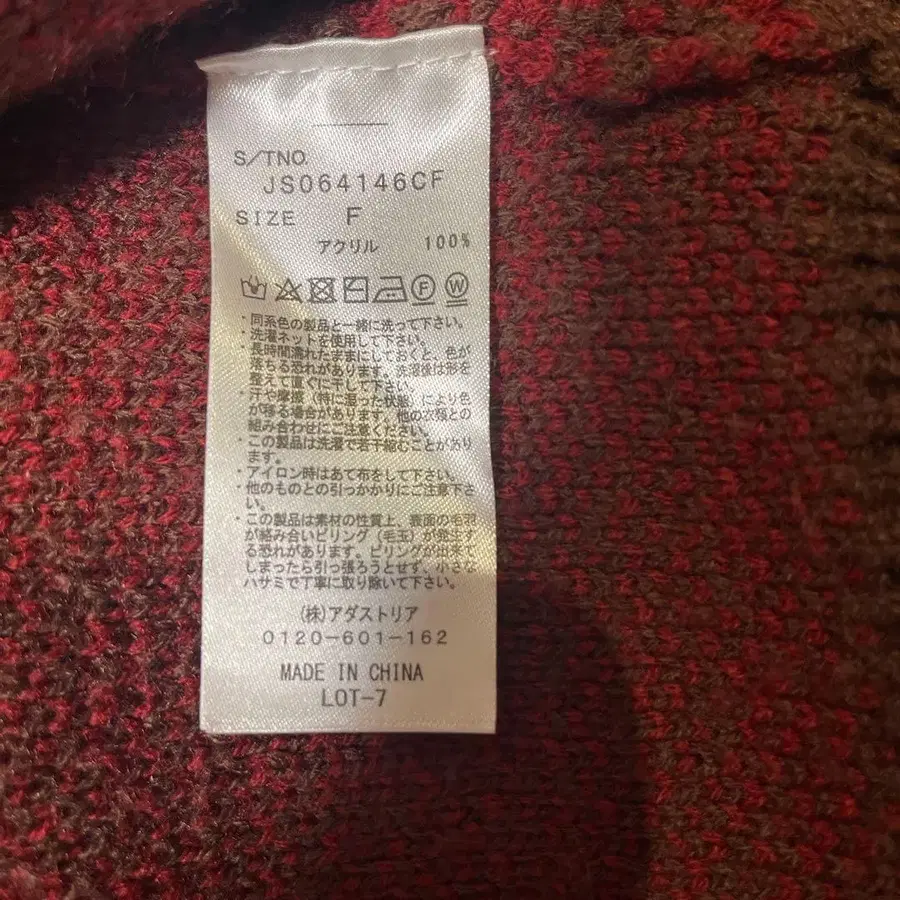 S/TNO.
JS064146CF
SIZE F
アクリル 100%
・同系色の製品と一緒に洗って下さい。
・洗濯ネットを使用して下さい。
・長時間濡れたままにしておくと、色が
落ちる恐れがあります。洗濯後は形を
整えて直ぐに干して下さい。
・汗や摩擦（特に湿った状態）により色
が移る場合があります。他の衣類との
組み合わせにご注意ください。
・この製品は洗濯で若干縮むことがあり
ます。
・アイロン時はあて布をして下さい。
・他のものとの引っかかりにご注意下さ
い。
・この製品は素材の性質上、表面の毛羽
が絡み合いピリング（毛玉）が発生す
る恐れがあります。ピリングが出来て
しまったら引っ張ろうとせず、小さな
ハサミで丁寧に取り除いて下さい。
(株)アダストリア
0120-601-162
MADE IN CHINA
LOT-7